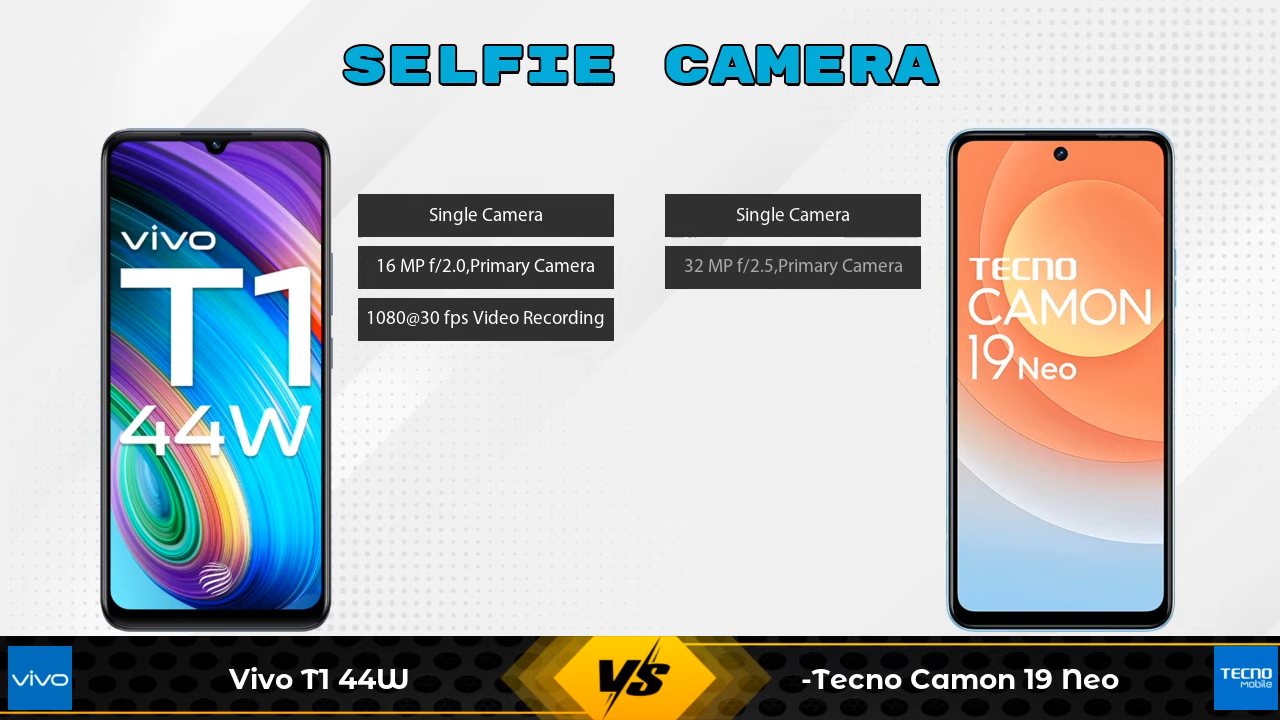 SELFIE CAMERA
vivo
T1
44W
Single Camera
16 MP f/2.0,Primary Camera
1080@30 fps Video Recording
Single Camera
32 MP f/2.5,Primary Camera
TECNO
CAMON
19 Neo
vivo
Vivo T1 44W
VS
-Tecno Camon 19 Neo
TECNO
mobile